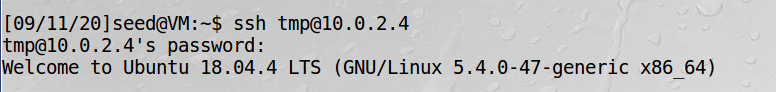 [09/11/20]seed@VM:~$ ssh tmp@10.0.2.4
tmp@10.0.2.4's password:
Welcome to Ubuntu 18.04.4 LTS (GNU/Linux 5.4.0-47-generic x86_64)